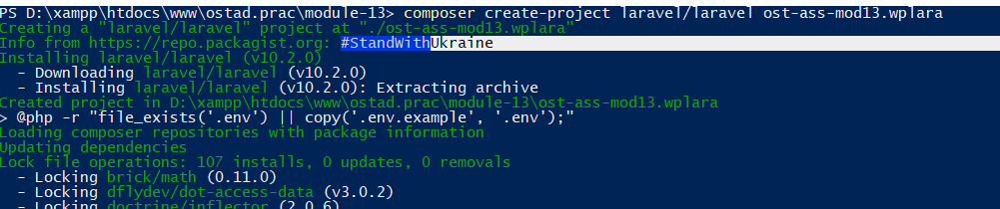 PS D:\xampp\htdocs\www\ostad.prac\module-13> composer create-project laravel/laravel ost-ass-mod13.wplara
Creating a "laravel/laravel" project at "./ost-ass-mod13.wplara"
Info from https://repo.packagist.org: #StandWithUkraine
Installing laravel/laravel (v10.2.0)
  - Downloading laravel/laravel (v10.2.0)
  - Installing laravel/laravel (v10.2.0): Extracting archive
Created project in D:\xampp\htdocs\www\ostad.prac\module-13\ost-ass-mod13.wplara
> @php -r "file_exists('.env') || copy('.env.example', '.env');"
Loading composer repositories with package information
Updating dependencies
Lock file operations: 107 installs, 0 updates, 0 removals
  - Locking brick/math (0.11.0)
  - Locking dflydev/dot-access-data (v3.0.2)
  - Locking doctrine/inflector (2.0.6)